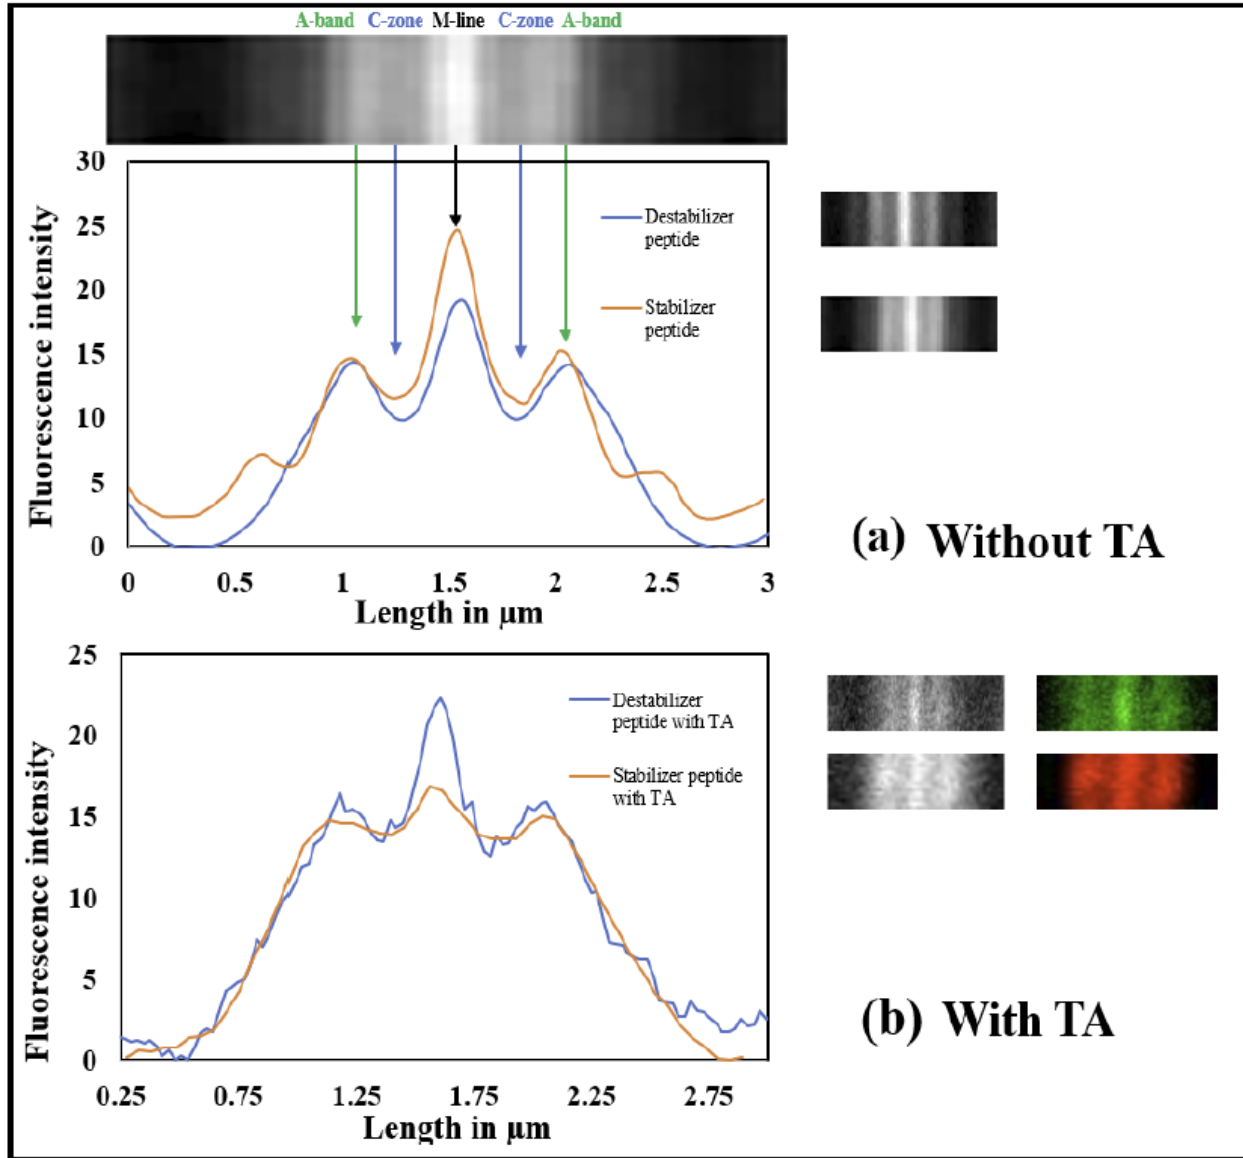 A-band C-zone M-line C-zone A-band
30
25
20
15
10
5
0
Fluorescence intensity
Destabilizer
peptide
Stabilizer
peptide
0 0.5 1 1.5 2 2.5 3
Length in μm
(a) Without TA
25
20
15
10
5
0
Fluorescence intensity
Destabilizer
peptide with TA
Stabilizer peptide
with TA
0.25 0.75 1.25 1.75 2.25 2.75
Length in μm
(b) With TA